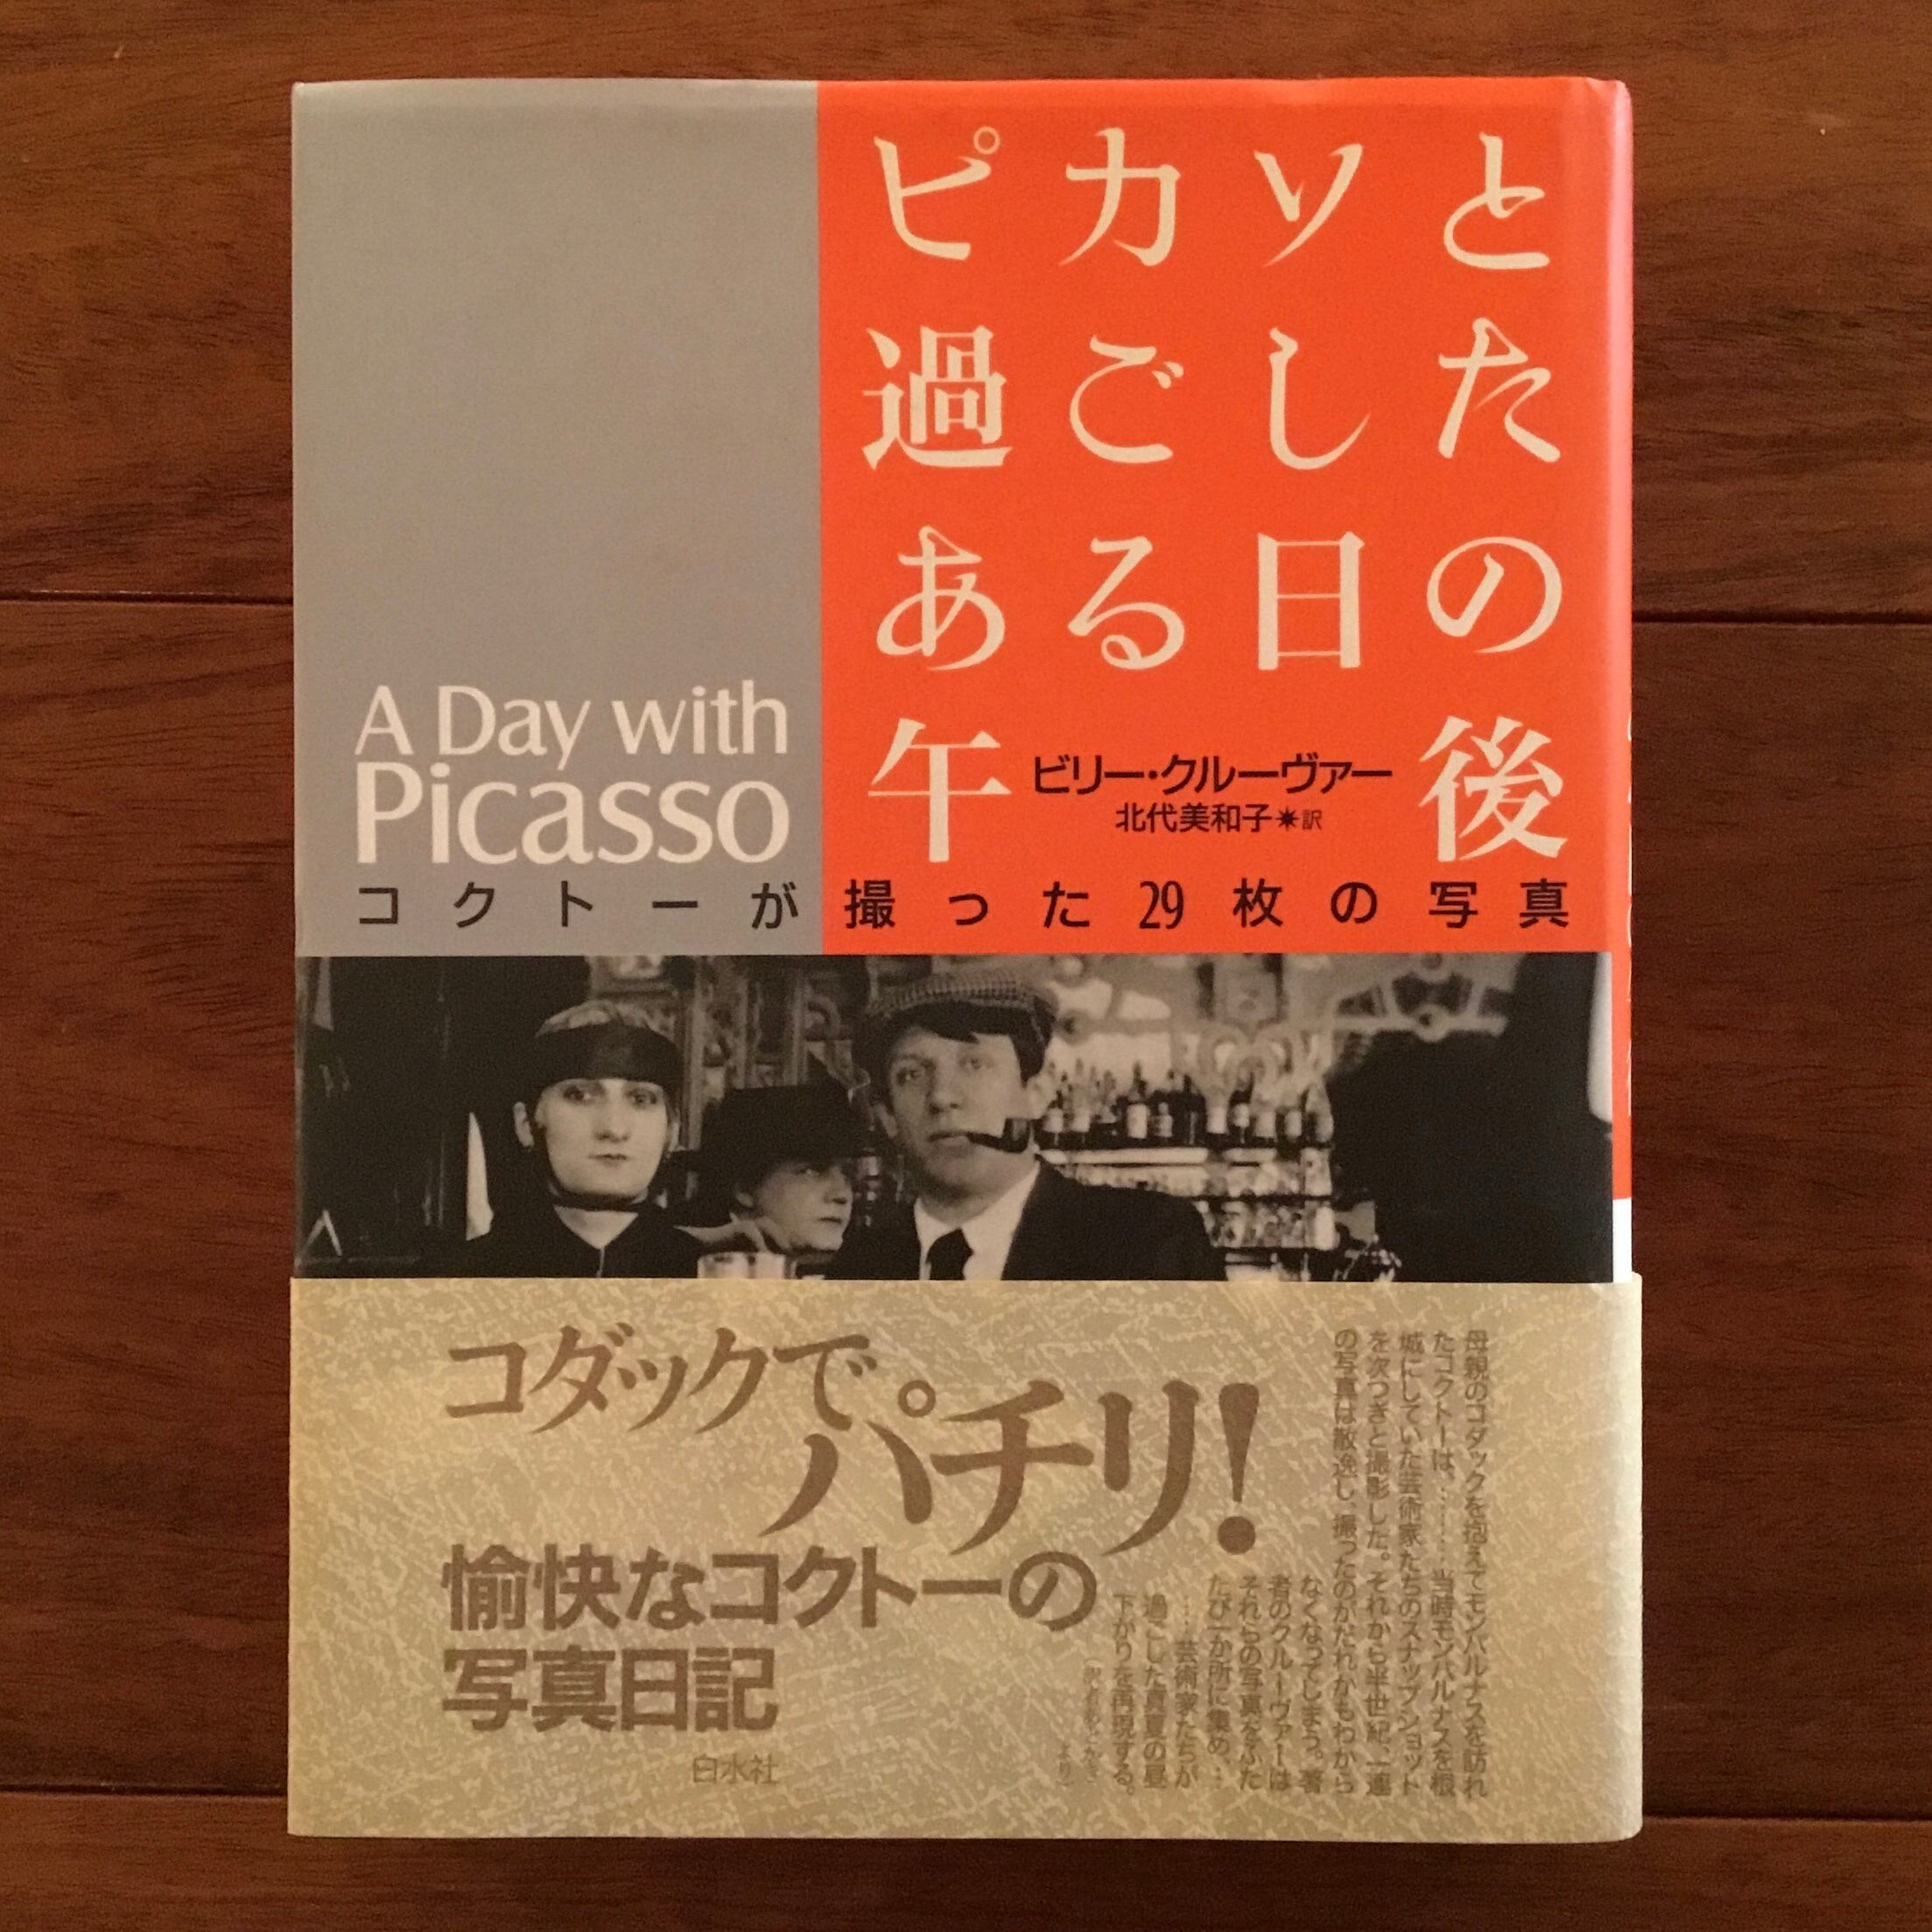 ピカソと
過ごした
ある日の
午後
ビリー・クルーヴァー
北代美和子✷訳
A Day with
Picasso
コクトーが撮った29枚の写真
コダックで
パチリ!
愉快なコクトーの
写真日記
白水社
母親のコダックを抱えてモンパルナスを訪れ
たコクトーは、……当時モンパルナスを根
城にしていた芸術家たちのスナップショット
を次つぎと撮影した。それから半世紀、一連
の写真は散逸し、撮ったのがだれかもわから
なくなってしまう。著
者のクルーヴァーは
それらの写真をふた
たび一か所に集め、…
……芸術家たちが
過ごした真夏の昼
下がりを再現する。
(訳者あとがき
より)